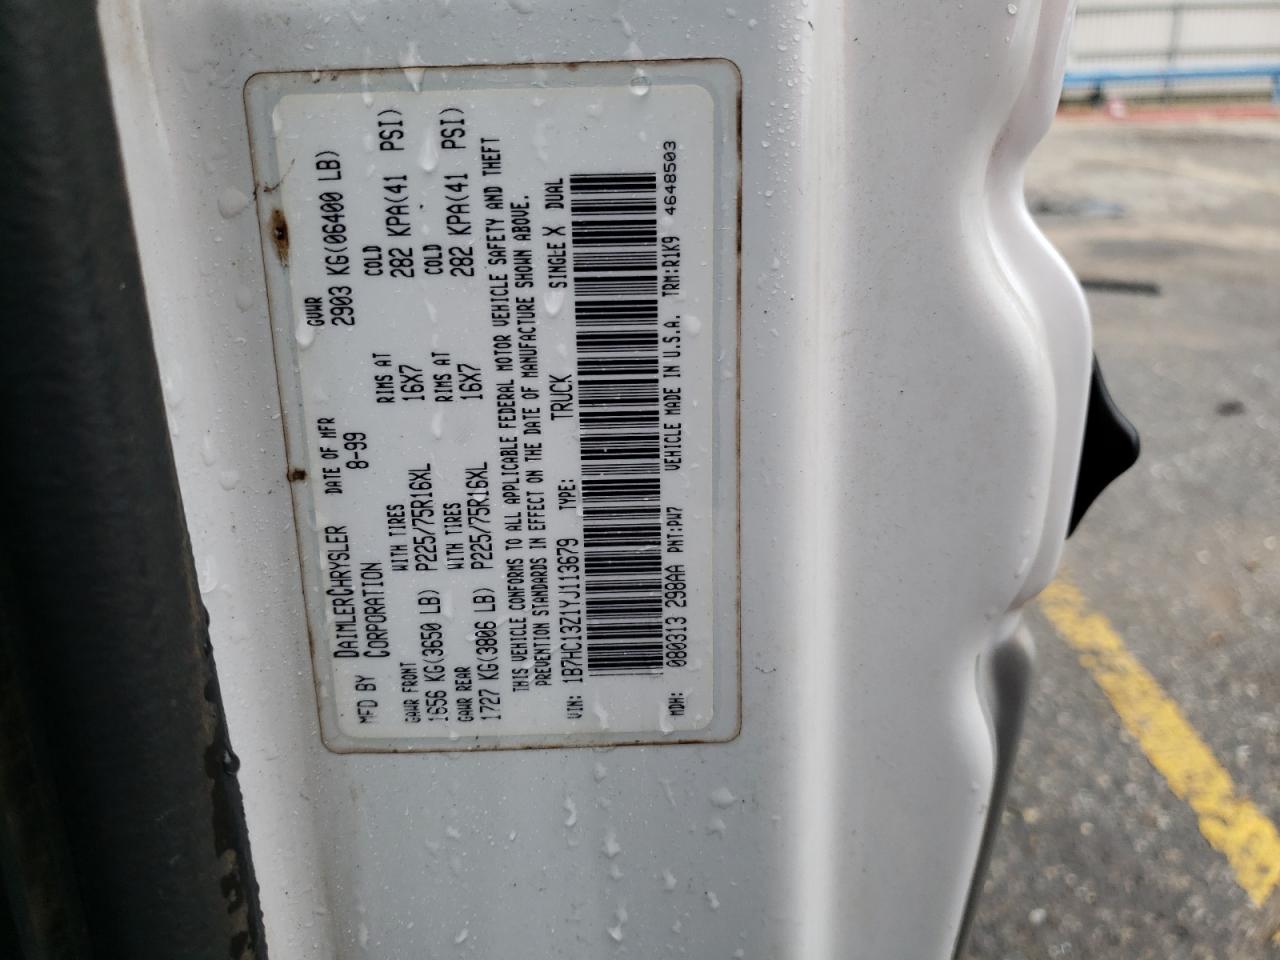 MFD BY DAIMLERCHRYSLER CORPORATION DATE OF MFR 8-99 GVWR 2903 KG(06400 LB)
GAWR FRONT WITH TIRES RIMS AT COLD
1656 KG(3650 LB) P225/75R16XL 16X7 282 KPA(41 PSI)
GAWR REAR WITH TIRES RIMS AT COLD
1727 KG(3806 LB) P225/75R16XL 16X7 282 KPA(41 PSI)
THIS VEHICLE CONFORMS TO ALL APPLICABLE FEDERAL MOTOR VEHICLE SAFETY AND THEFT
PREVENTION STANDARDS IN EFFECT ON THE DATE OF MANUFACTURE SHOWN ABOVE.
VIN: 1B7HC13Z1YJ113679 TYPE: TRUCK SINGLE X DUAL
MDH: 080313 298AA PNT:PW7 VEHICLE MADE IN U.S.A. TRM:R1K9 4648503